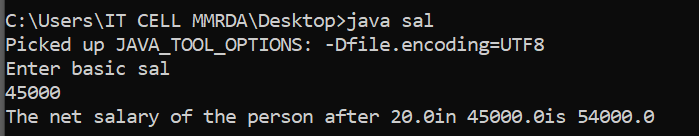 C:\Users\IT CELL MMRDA\Desktop>java sal
Picked up JAVA_TOOL_OPTIONS: -Dfile.encoding=UTF8
Enter basic sal
45000
The net salary of the person after 20.0in 45000.0is 54000.0